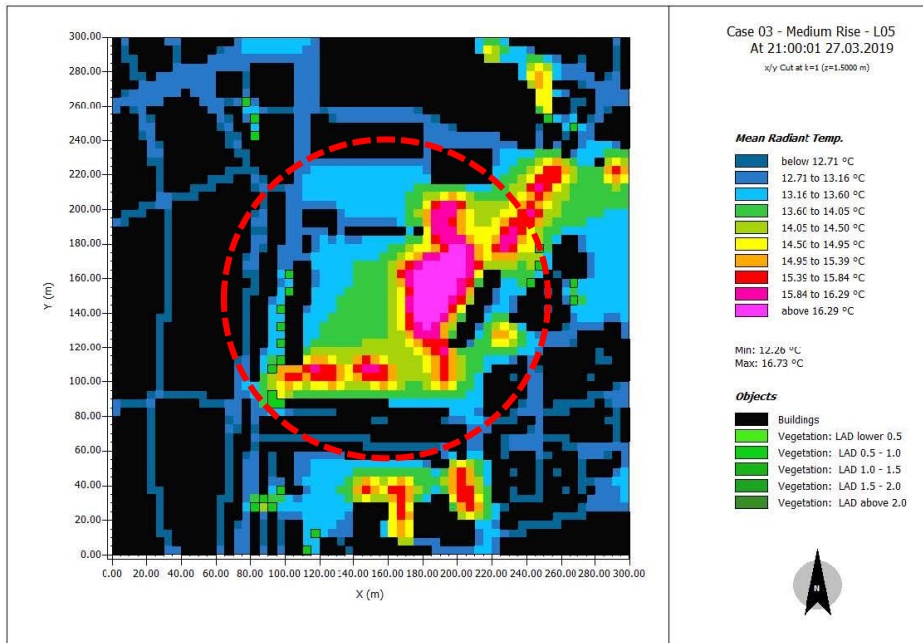 Case 03 - Medium Rise - L05
At 21:00:01 27.03.2019
x/y Cut at k=1 (z=1.5000 m)
300.00
280.00
260.00
240.00
220.00
200.00
180.00
160.00
140.00
120.00
100.00
80.00
60.00
40.00
20.00
0.00
Y (m)
0.00 20.00 40.00 60.00 80.00 100.00 120.00 140.00 160.00 180.00 200.00 220.00 240.00 260.00 280.00 300.00
X (m)
Mean Radiant Temp.
below 12.71 °C
12.71 to 13.16 °C
13.16 to 13.60 °C
13.60 to 14.05 °C
14.05 to 14.50 °C
14.50 to 14.95 °C
14.95 to 15.39 °C
15.39 to 15.84 °C
15.84 to 16.29 °C
above 16.29 °C
Min: 12.26 °C
Max: 16.73 °C
Objects
Buildings
Vegetation: LAD lower 0.5
Vegetation: LAD 0.5 - 1.0
Vegetation: LAD 1.0 - 1.5
Vegetation: LAD 1.5 - 2.0
Vegetation: LAD above 2.0
N